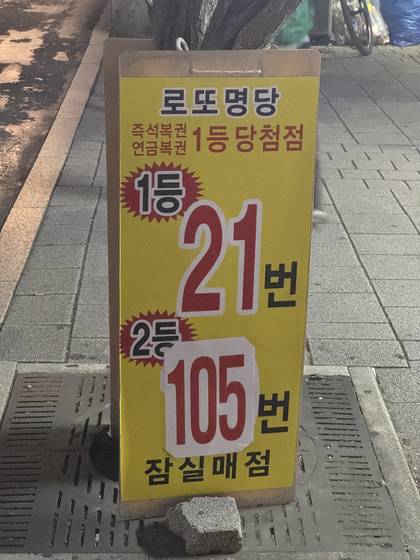 로또명당
즉석복권
연금복권 1등당첨점
1등
21번
2등
105번
잠실매점